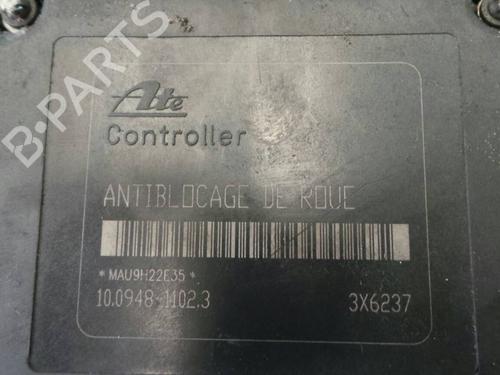 B-PARTS
Ate
Controller
ANTIBLOCAGE DE ROUE
*MAU9H22E35*
10.0948-1102.3 3X6237